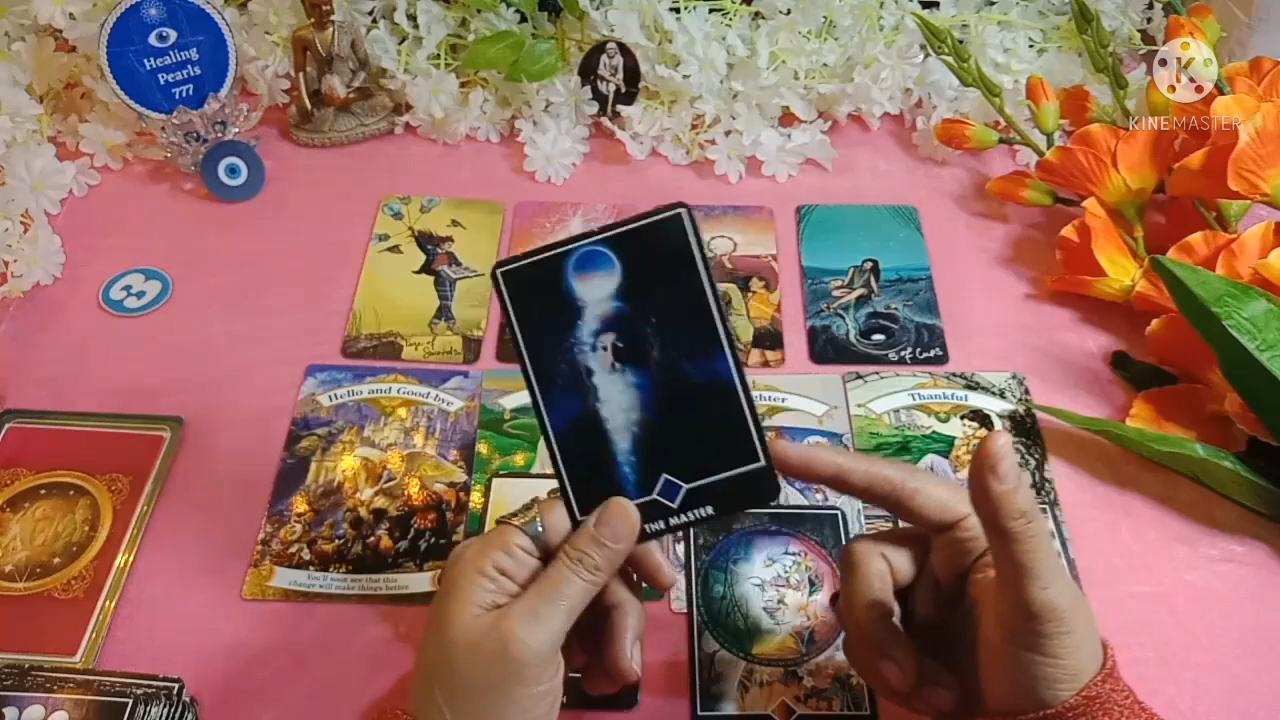 Healing
Pearls
777
KINEMASTER
3
5 of Cups
Hello and Good-bye
Thankful
THE MASTER
You'll soon see that this
change will make things better.